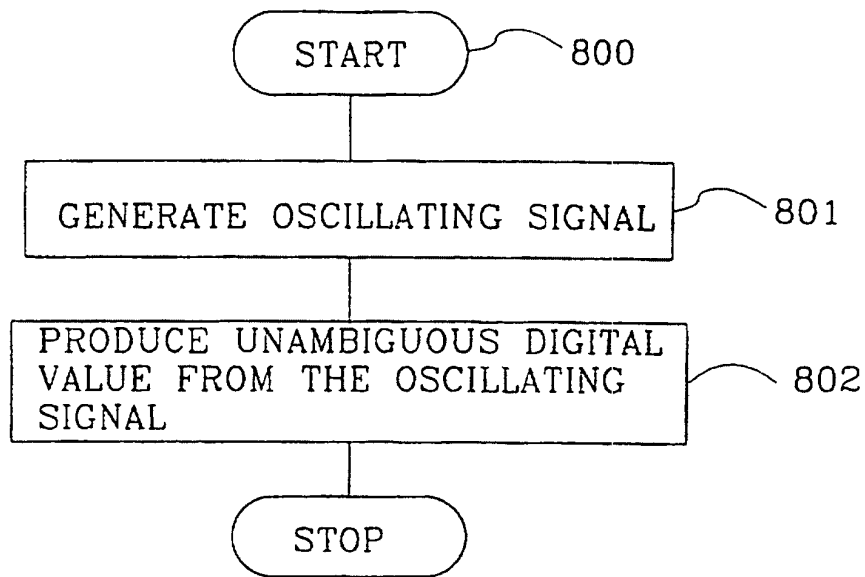 START
800
GENERATE OSCILLATING SIGNAL
801
PRODUCE UNAMBIGUOUS DIGITAL
VALUE FROM THE OSCILLATING
SIGNAL
802
STOP